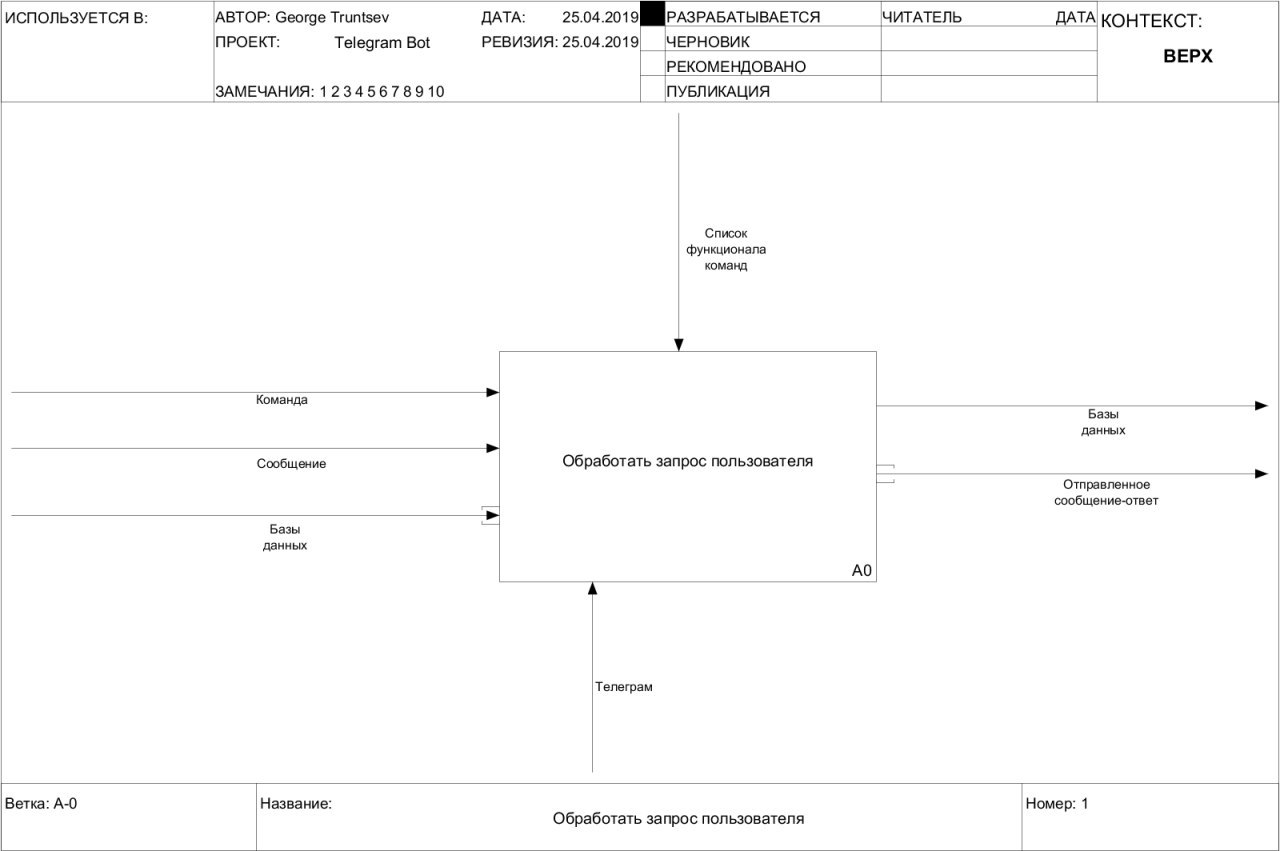 ИСПОЛЬЗУЕТСЯ В:
АВТОР: George Truntsev
ДАТА: 25.04.2019
ПРОЕКТ: Telegram Bot
РЕВИЗИЯ: 25.04.2019
ЗАМЕЧАНИЯ: 1 2 3 4 5 6 7 8 9 10
РАЗРАБАТЫВАЕТСЯ
ЧЕРНОВИК
РЕКОМЕНДОВАНО
ПУБЛИКАЦИЯ
ЧИТАТЕЛЬ
ДАТА
КОНТЕКСТ:
ВЕРХ
Список
функционала
команд
Команда
Сообщение
Базы
данных
Обработать запрос пользователя
A0
Базы
данных
Отправленное
сообщение-ответ
Телеграм
Ветка: A-0
Название:
Обработать запрос пользователя
Номер: 1